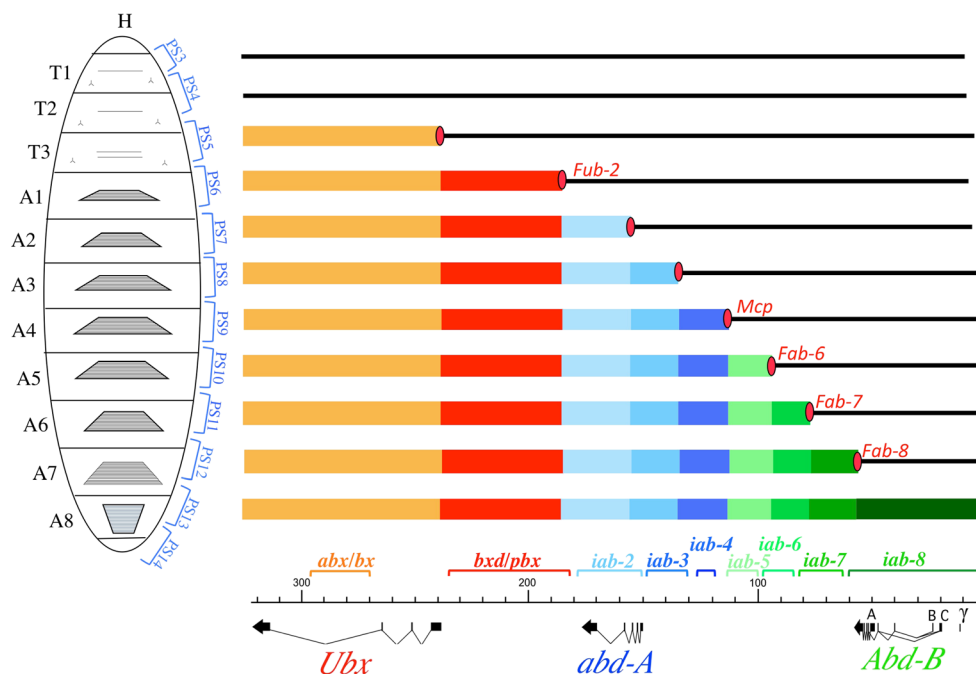 H
PS3
T1
PS4
T2
PS5
T3
PS6
Fub-2
A1
PS7
A2
PS8
A3
PS9
Mcp
A4
PS10
Fab-6
A5
PS11
Fab-7
A6
PS12
Fab-8
A7
PS13
A8
PS14
iab-4 iab-6
abx/bx bxd/pbx iab-2 iab-3 iab-5 iab-7 iab-8
300 200 100
A B C γ
Ubx abd-A Abd-B